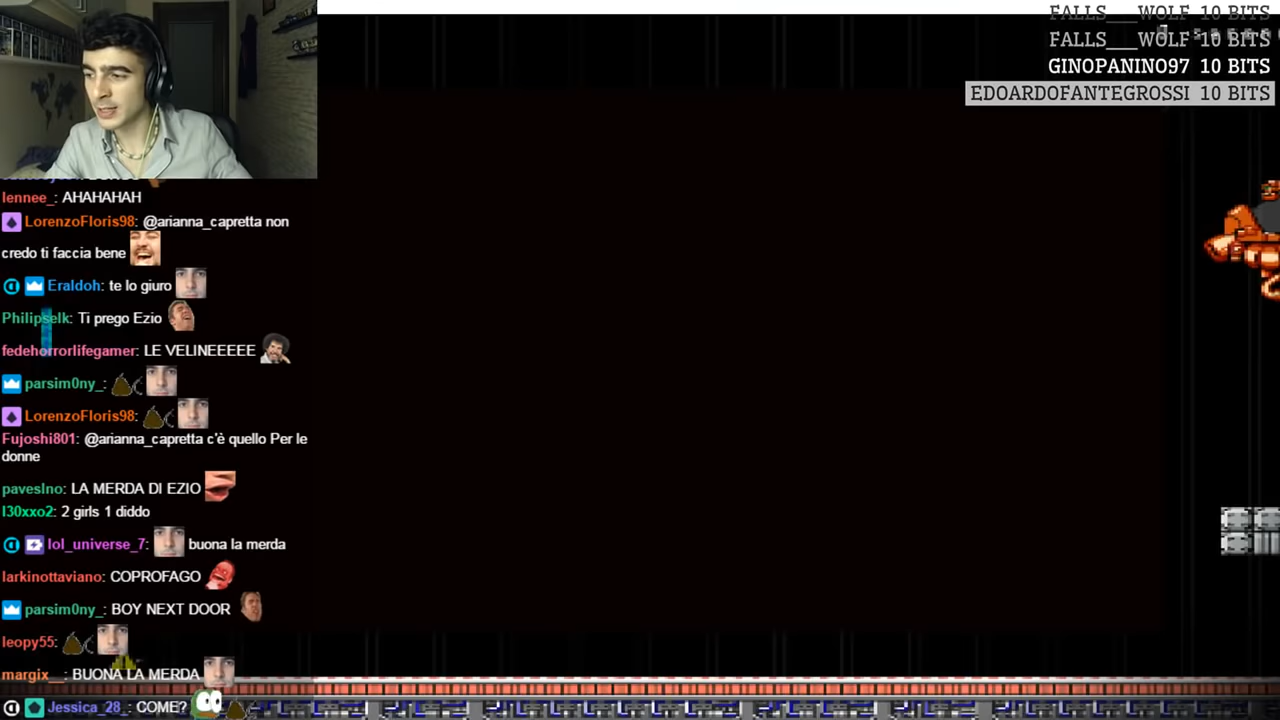 FALLS___WOLF 10 BITS
FALLS___WOLF 10 BITS
GINOPANINO97 10 BITS
EDOARDOFANTEGROSSI 10 BITS
lennee_: AHAHAHAH
LorenzoFloris98: @arianna_capretta non
credo ti faccia bene
Eraldoh: te lo giuro
Philipselk: Ti prego Ezio
fedehorrorlifegamer: LE VELINEEEEE
parsim0ny_:
LorenzoFloris98:
Fujoshi801: @arianna_capretta c'è quello Per le
donne
paveslno: LA MERDA DI EZIO
l30xxo2: 2 girls 1 diddo
lol_universe_7: buona la merda
larkinottaviano: COPROFAGO
parsim0ny_: BOY NEXT DOOR
leopy55:
margix__: BUONA LA MERDA
Jessica_28_: COME?